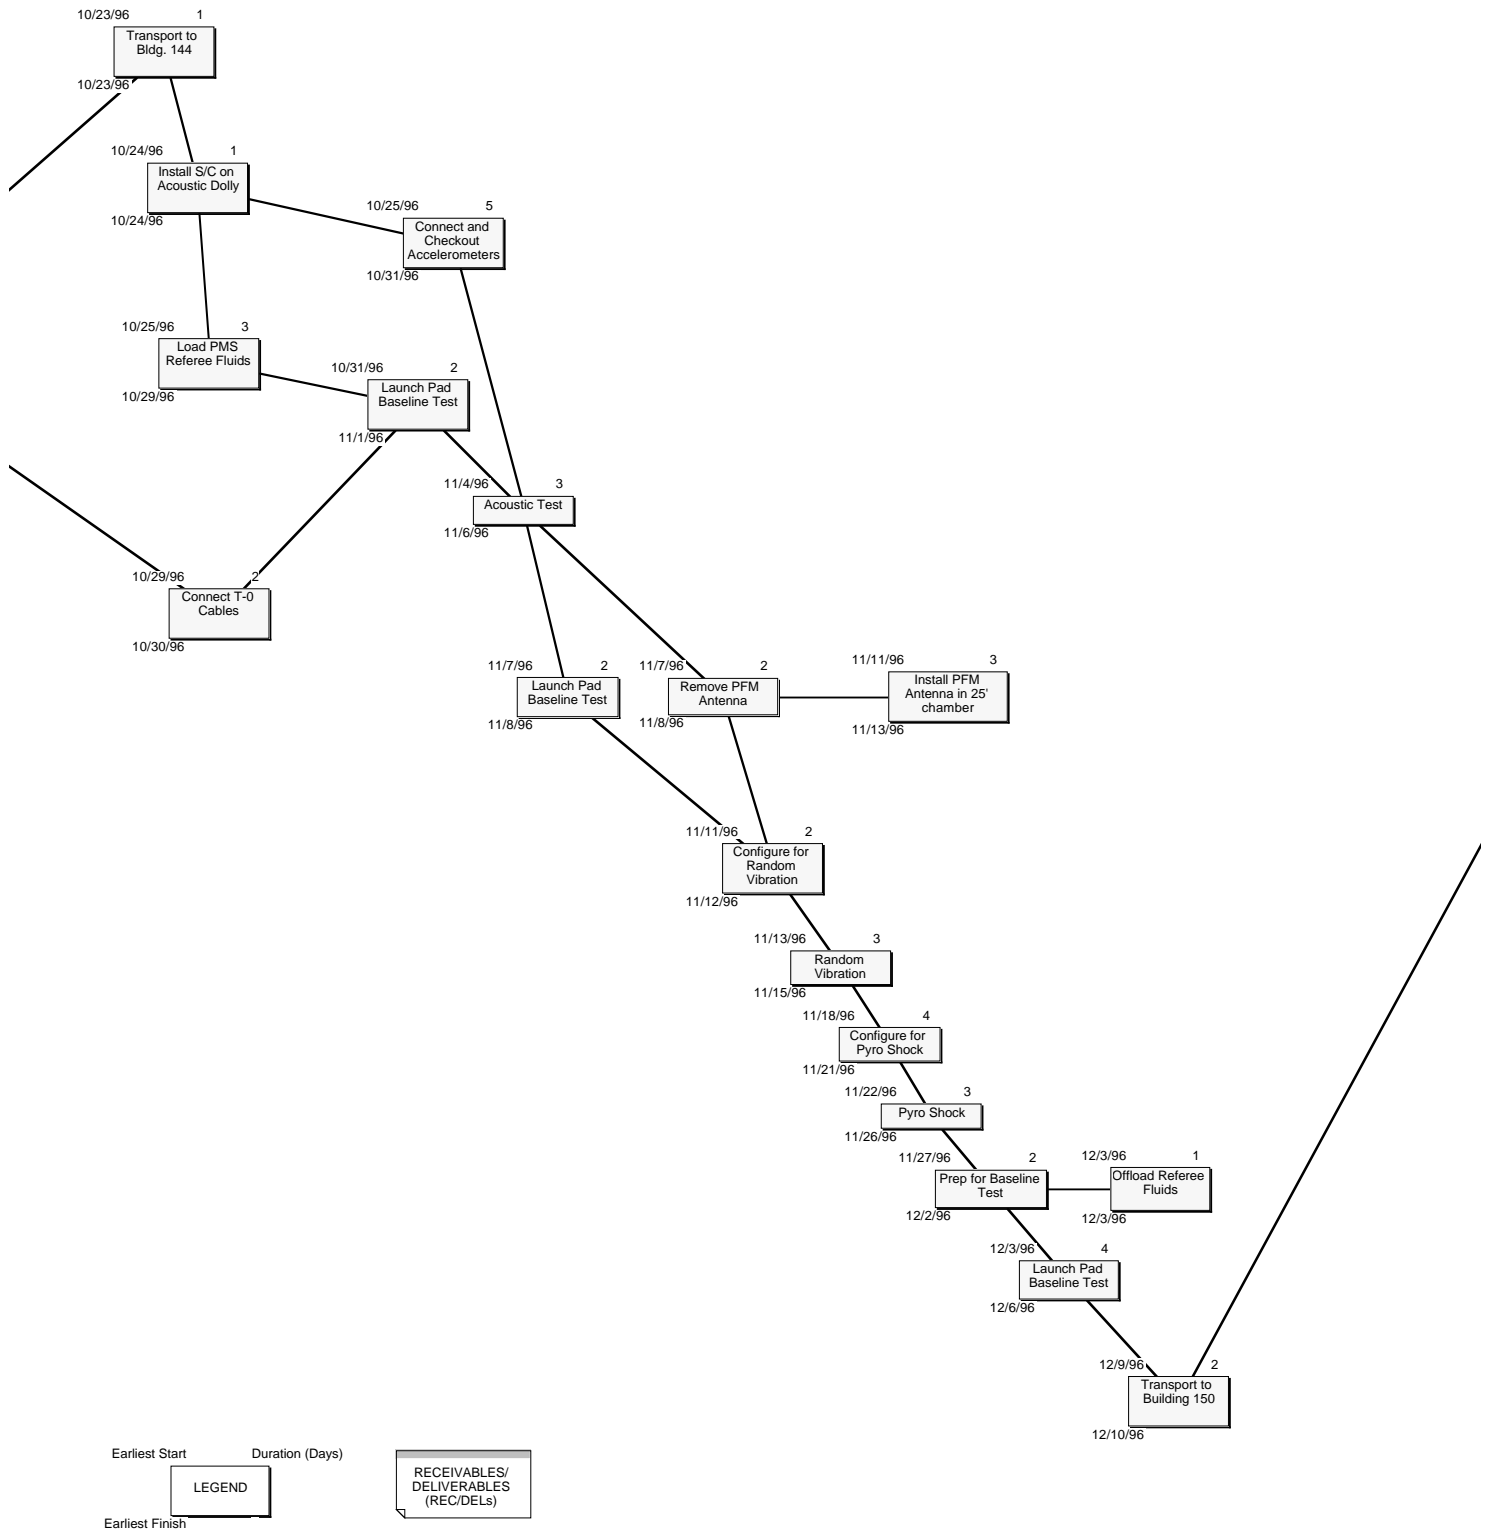 10/23/96 1
Transport to
Bldg. 144
10/23/96
10/24/96 1
Install S/C on
Acoustic Dolly
10/24/96
10/25/96 5
Connect and
Checkout
Accelerometers
10/31/96
10/25/96 3
Load PMS
Referee Fluids
10/29/96
10/31/96 2
Launch Pad
Baseline Test
11/1/96
11/4/96 3
Acoustic Test
11/6/96
10/29/96 2
Connect T-0
Cables
10/30/96
11/7/96 2
Launch Pad
Baseline Test
11/8/96
11/7/96 2
Remove PFM
Antenna
11/8/96
11/11/96 3
Install PFM
Antenna in 25'
chamber
11/13/96
11/11/96 2
Configure for
Random
Vibration
11/12/96
11/13/96 3
Random
Vibration
11/15/96
11/18/96 4
Configure for
Pyro Shock
11/21/96
11/22/96 3
Pyro Shock
11/26/96
11/27/96 2
Prep for Baseline
Test
12/2/96
12/3/96 1
Offload Referee
Fluids
12/3/96
12/3/96 4
Launch Pad
Baseline Test
12/6/96
12/9/96 2
Transport to
Building 150
12/10/96
Earliest Start Duration (Days)
LEGEND
Earliest Finish
RECEIVABLES/
DELIVERABLES
(REC/DELs)